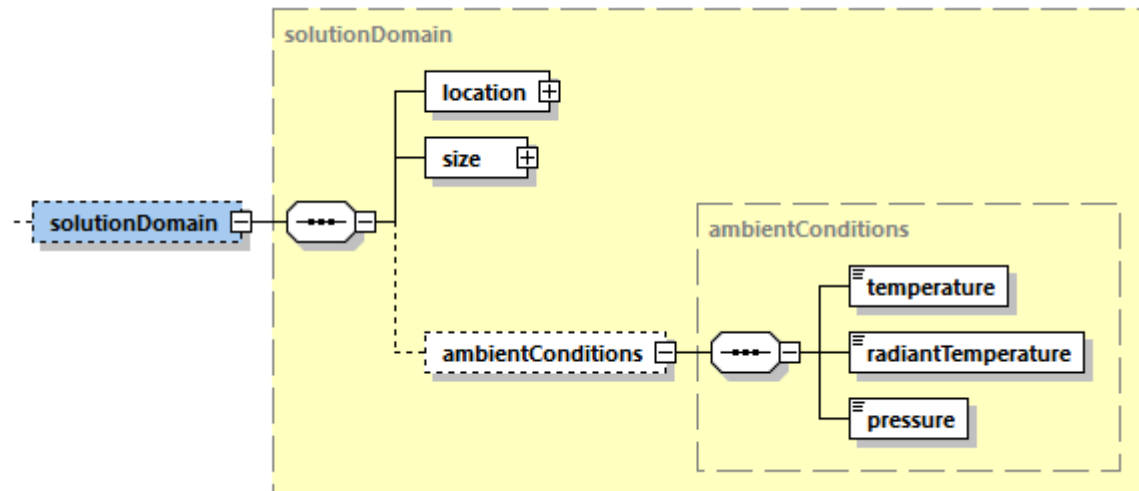 solutionDomain
location
size
solutionDomain
ambientConditions
temperature
ambientConditions
radiantTemperature
pressure